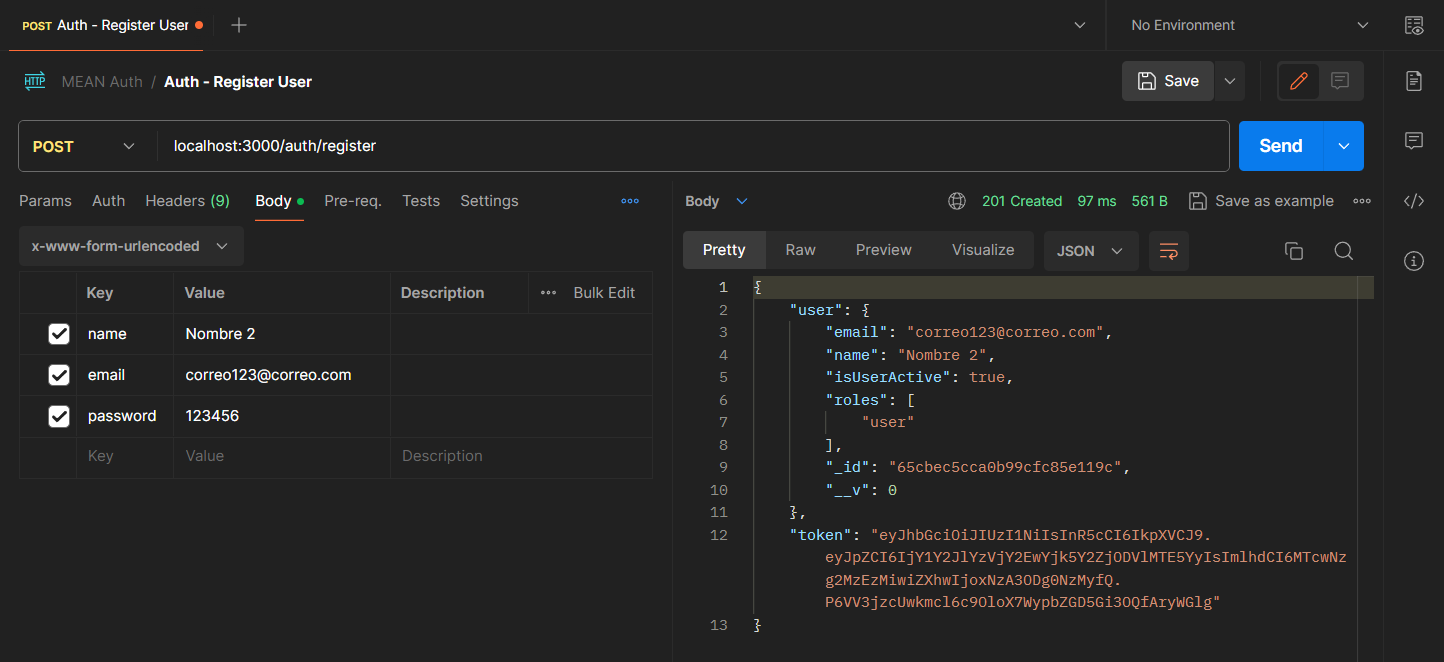 POST Auth - Register User
No Environment
HTTP MEAN Auth / Auth - Register User
Save
POST localhost:3000/auth/register
Send
Params Auth Headers (9) Body Pre-req. Tests Settings
x-www-form-urlencoded
Key Value Description Bulk Edit
name Nombre 2
email correo123@correo.com
password 123456
Key Value Description
Body 201 Created 97 ms 561 B Save as example
Pretty Raw Preview Visualize JSON
1 {
2 "user": {
3 "email": "correo123@correo.com",
4 "name": "Nombre 2",
5 "isUserActive": true,
6 "roles": [
7 "user"
8 ],
9 "_id": "65cbec5cca0b99cfc85e119c",
10 "__v": 0
11 },
12 "token": "eyJhbGciOiJIUzI1NiIsInR5cCI6IkpXVCJ9.
eyJpZCI6IjY1Y2JlYzVjY2EwYjk5Y2ZjODVlMTE5YyIsImlhdCI6MTcwNz
g2MzEzMiwiZXhwIjoxNzA3ODg0NzMyfQ.
P6VV3jzcUwkmcl6c9OloX7WypbZGD5Gi3OQfAryWGlg"
13 }